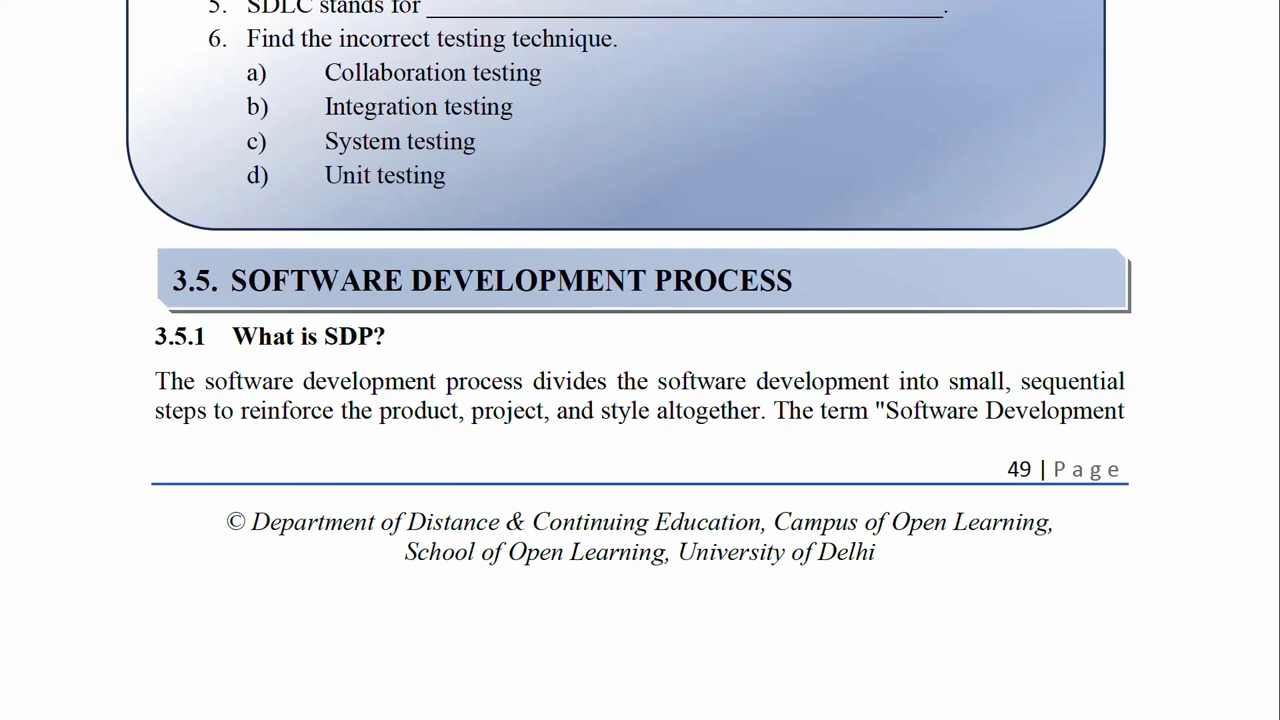 5. SDLC stands for ______________________________________.
6. Find the incorrect testing technique.
a) Collaboration testing
b) Integration testing
c) System testing
d) Unit testing
3.5. SOFTWARE DEVELOPMENT PROCESS
3.5.1 What is SDP?
The software development process divides the software development into small, sequential
steps to reinforce the product, project, and style altogether. The term "Software Development
49 | P a g e
© Department of Distance & Continuing Education, Campus of Open Learning,
School of Open Learning, University of Delhi